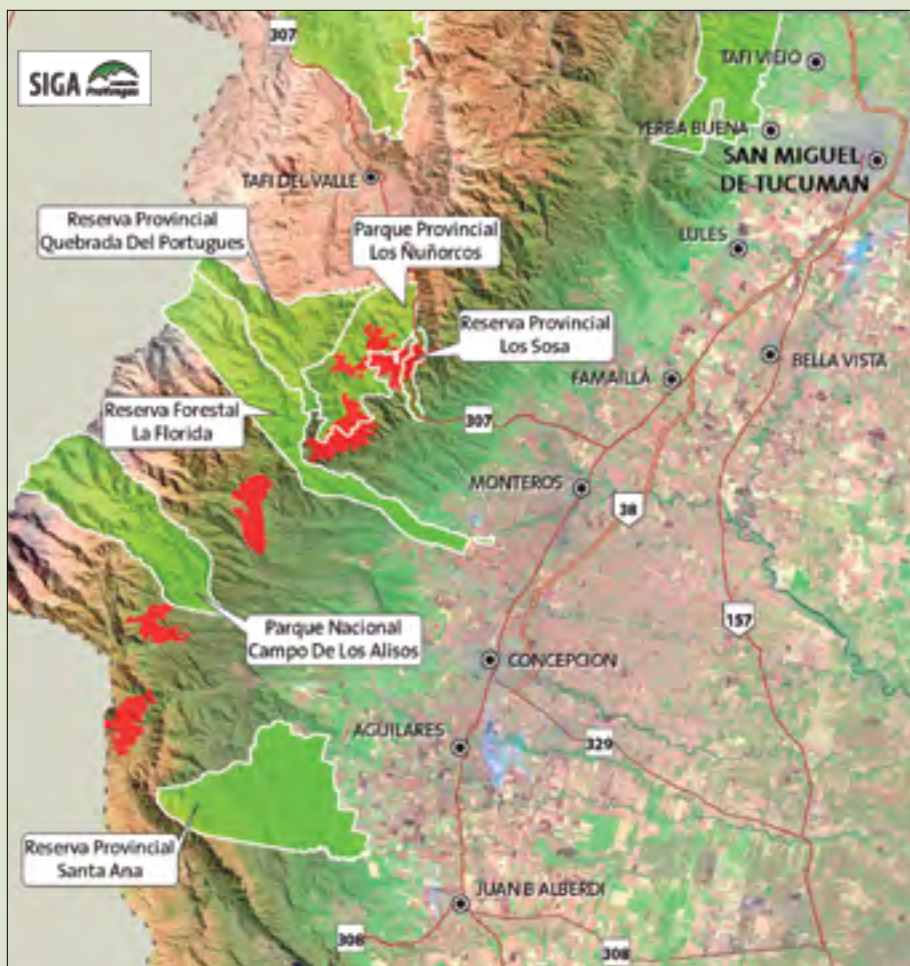 307
SIGA
ProYungas
TAFI VIEJO
YERBA BUENA
SAN MIGUEL
DE TUCUMAN
TAFI DEL VALLE
Reserva Provincial
Quebrada Del Portugues
Parque Provincial
Los Ñuñorcos
LULES
Reserva Provincial
Los Sosa
BELLA VISTA
FAMAILLÁ
Reserva Forestal
La Florida
307
MONTEROS
38
157
Parque Nacional
Campo De Los Alisos
CONCEPCION
AGUILARES
329
Reserva Provincial
Santa Ana
JUAN B ALBERDI
308
308